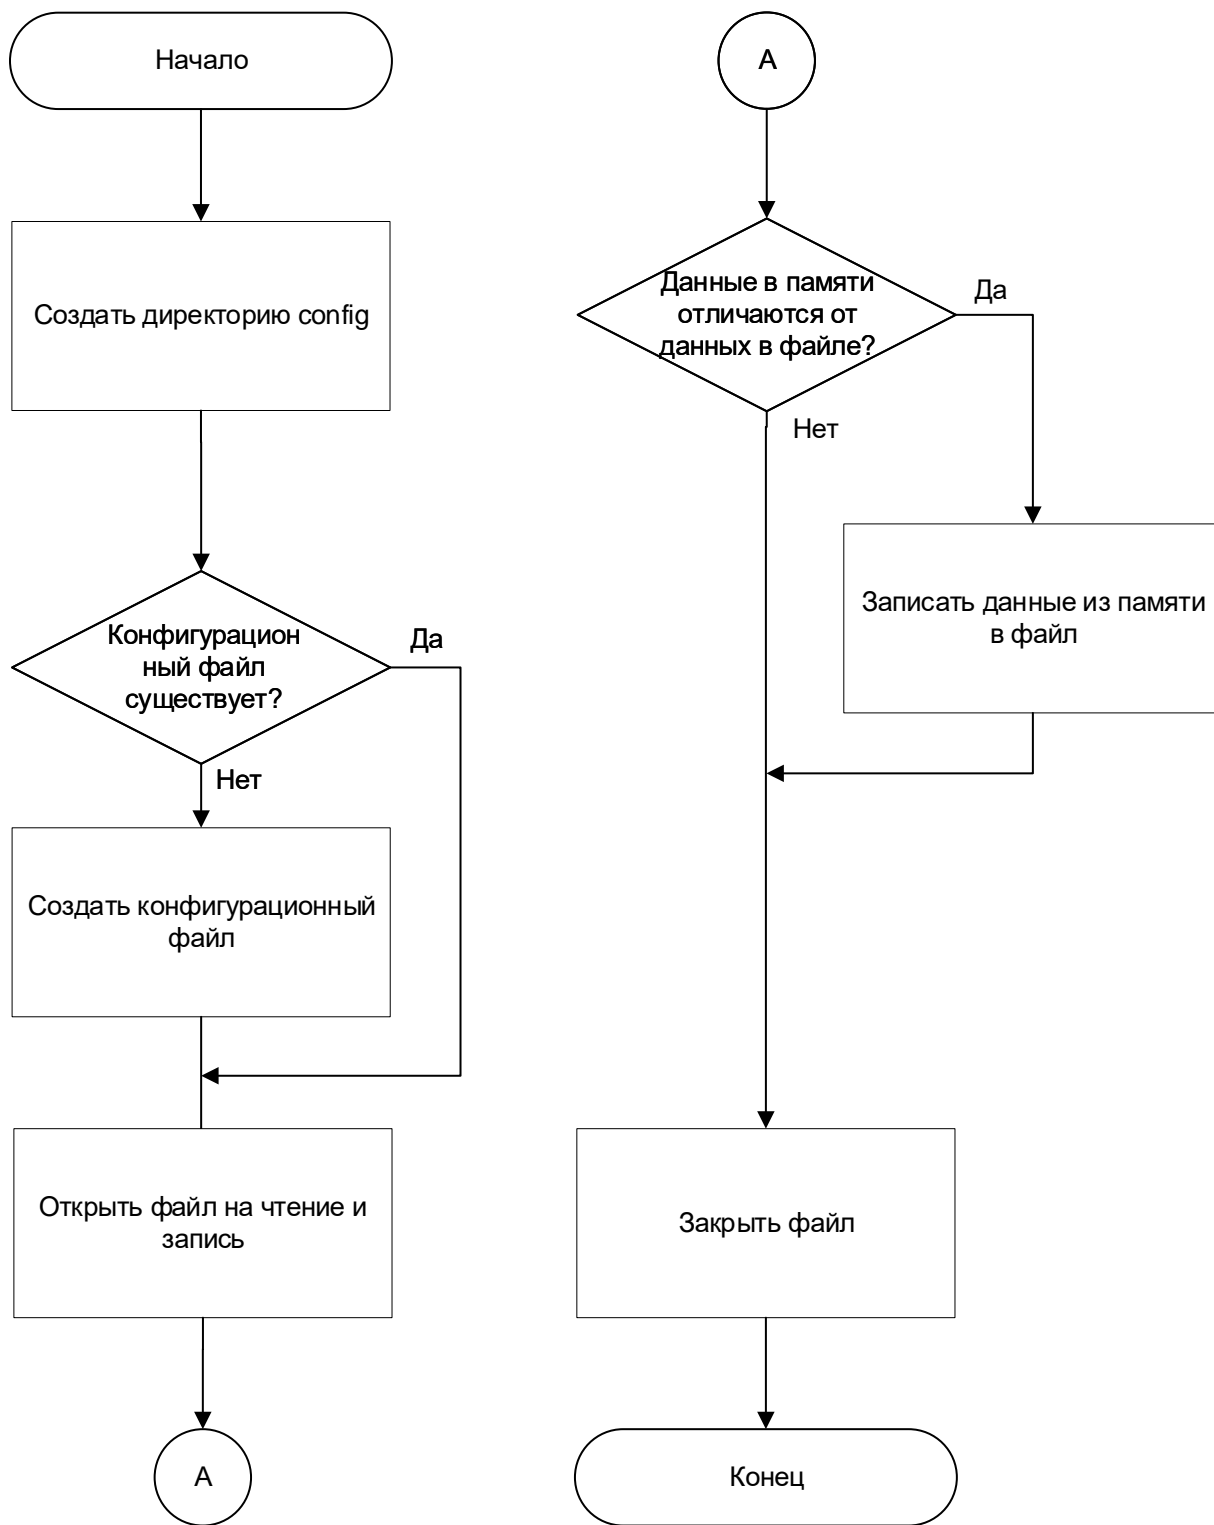 Начало
Создать директорию config
Конфигурацион
ный файл
существует?
Да
Нет
Создать конфигурационный
файл
Открыть файл на чтение и
запись
А
А
Данные в памяти
отличаются от
данных в файле?
Да
Нет
Записать данные из памяти
в файл
Закрыть файл
Конец